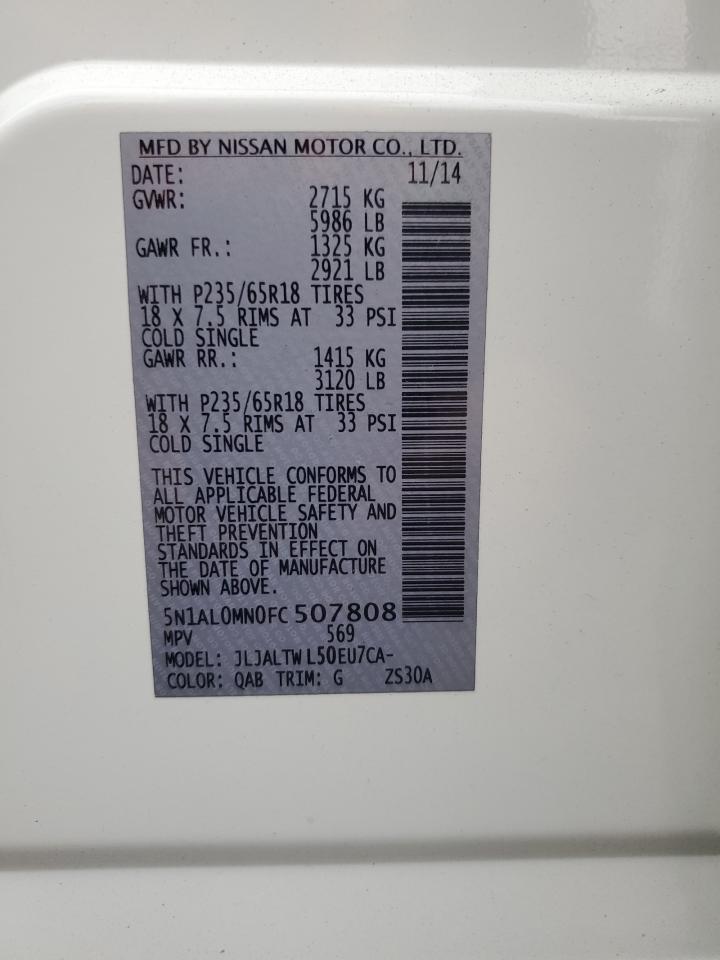 MFD BY NISSAN MOTOR CO., LTD.
DATE: 11/14
GVWR: 2715 KG
5986 LB
GAWR FR.: 1325 KG
2921 LB
WITH P235/65R18 TIRES
18 X 7.5 RIMS AT 33 PSI
COLD SINGLE
GAWR RR.: 1415 KG
3120 LB
WITH P235/65R18 TIRES
18 X 7.5 RIMS AT 33 PSI
COLD SINGLE
THIS VEHICLE CONFORMS TO
ALL APPLICABLE FEDERAL
MOTOR VEHICLE SAFETY AND
THEFT PREVENTION
STANDARDS IN EFFECT ON
THE DATE OF MANUFACTURE
SHOWN ABOVE.
5N1AL0MN0FC 507808
MPV 569
MODEL: JLJALTW L50EU7CA-
COLOR: QAB TRIM: G ZS30A